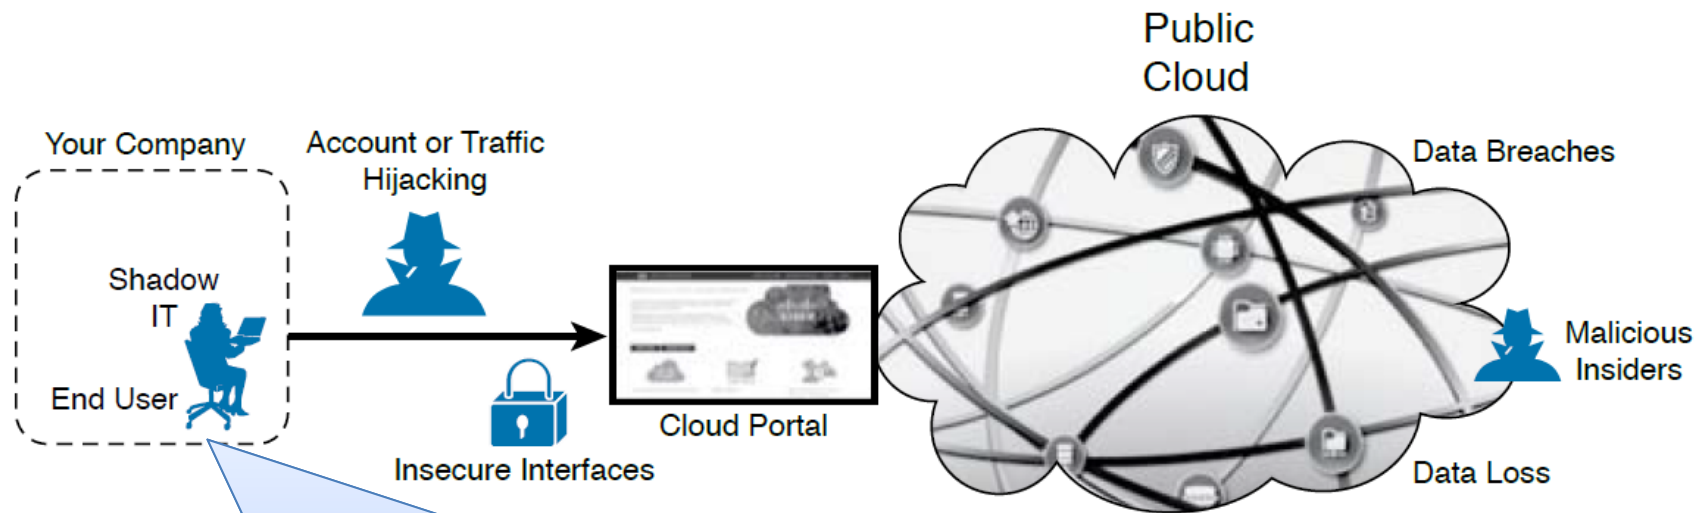 Public
Cloud
Your Company
Account or Traffic
Hijacking
Data Breaches
Shadow
IT
Malicious
Insiders
End User
Cloud Portal
Insecure Interfaces
Data Loss